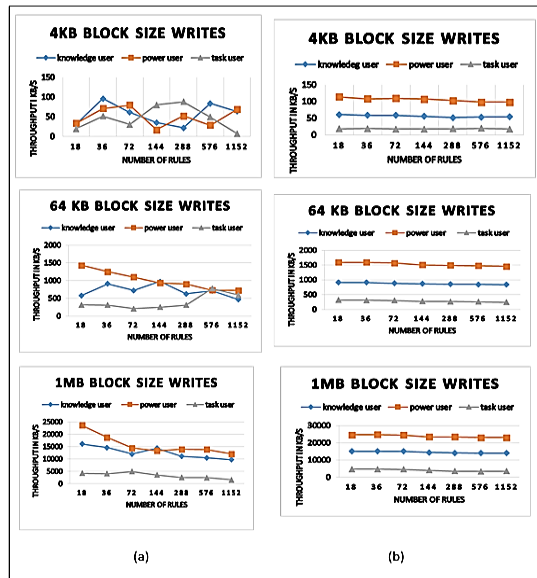 4KB BLOCK SIZE WRITES
knowledge user power user task user
THROUGHPUT IN KB/S
150
100
50
0
18 36 72 144 288 576 1152
NUMBER OF RULES
64 KB BLOCK SIZE WRITES
knowledge user power user task user
THROUGHPUT IN KB/S
2000
1500
1000
500
0
18 36 72 144 288 576 1152
NUMBER OF RULES
1MB BLOCK SIZE WRITES
knowledge user power user task user
THROUGHPUT IN KB/S
25000
20000
15000
10000
5000
0
18 36 72 144 288 576 1152
NUMBER OF RULES
(a)
4KB BLOCK SIZE WRITES
knowledeg user power user task user
THROUGHPUT IN KB/S
150
100
50
0
18 36 72 144 288 576 1152
NUMBER OF RULES
64 KB BLOCK SIZE WRITES
knowledge user power user task user
THROUGHPUT IN KB/S
2000
1500
1000
500
0
18 36 72 144 288 576 1152
NUMBER OF RULES
1MB BLOCK SIZE WRITES
knowledge user power user task user
THROUGHPUT IN KB/S
30000
20000
10000
0
18 36 72 144 288 576 1152
NUMBER OF RULES
(b)